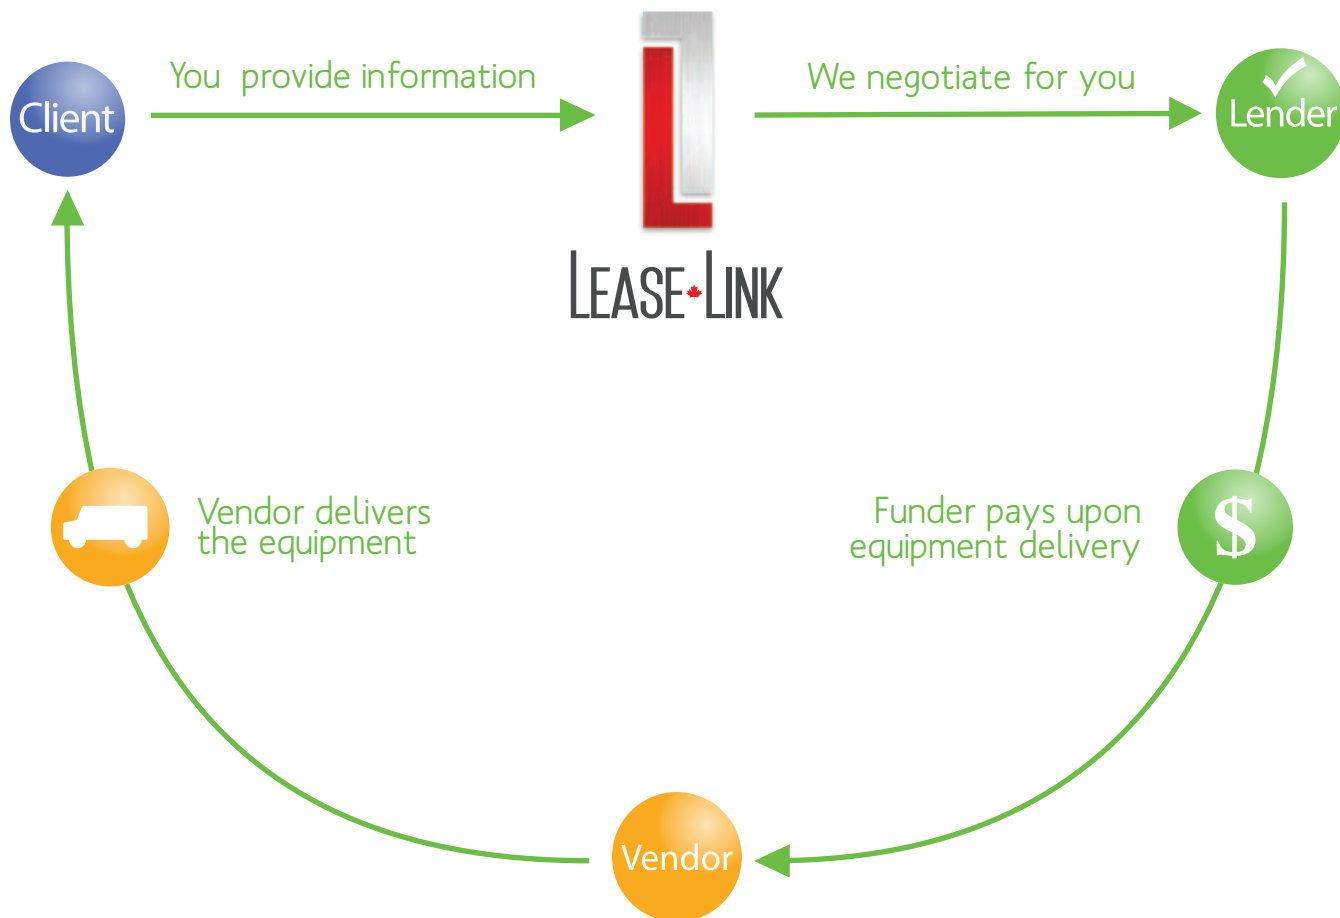 You provide information
We negotiate for you
Client
Lender
LEASE LINK
Vendor delivers
the equipment
Funder pays upon
equipment delivery
$
Vendor